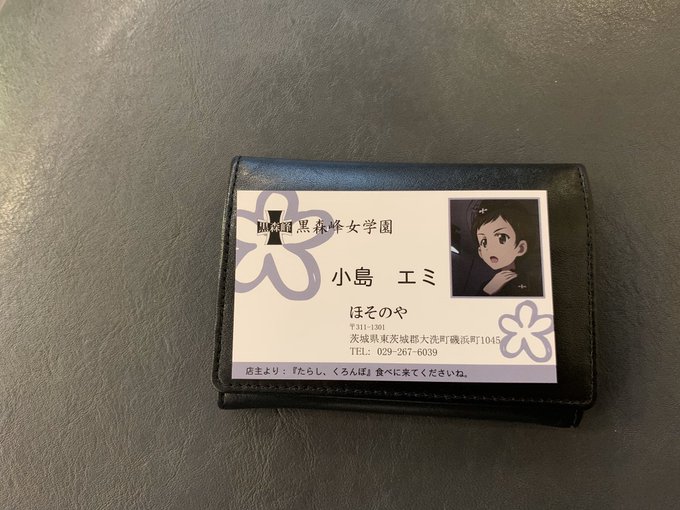 黒森峰 黒森峰女学園
小島 エミ
ほそのや
〒311-1301
茨城県東茨城郡大洗町磯浜町1045
TEL: 029-267-6039
店主より：『たらし、くろんぼ』食べに来てくださいね。